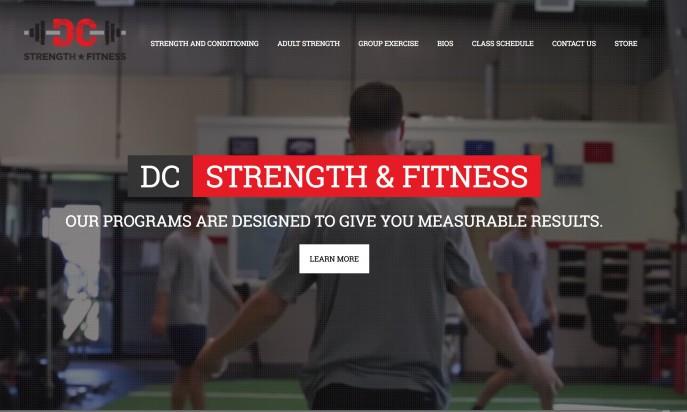 DC
STRENGTH ★ FITNESS
STRENGTH AND CONDITIONING ADULT STRENGTH GROUP EXERCISE BIOS CLASS SCHEDULE CONTACT US STORE
DC STRENGTH & FITNESS
OUR PROGRAMS ARE DESIGNED TO GIVE YOU MEASURABLE RESULTS.
LEARN MORE